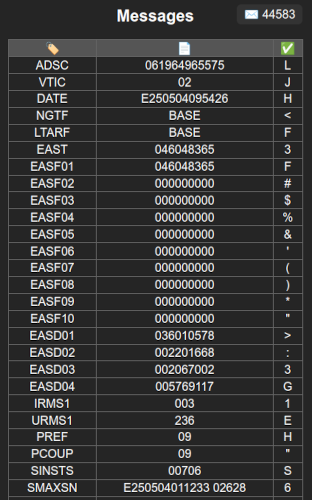 Messages
✉️ 44583
🏷️ 📄 ✅
ADSC 061964965575 L
VTIC 02 J
DATE E250504095426 H
NGTF BASE <
LTARF BASE F
EAST 046048365 3
EASF01 046048365 F
EASF02 000000000 #
EASF03 000000000 $
EASF04 000000000 %
EASF05 000000000 &
EASF06 000000000 '
EASF07 000000000 (
EASF08 000000000 )
EASF09 000000000 *
EASF10 000000000 "
EASD01 036010578 >
EASD02 002201668 :
EASD03 002067002 3
EASD04 005769117 G
IRMS1 003 1
URMS1 236 E
PREF 09 H
PCOUP 09 "
SINSTS 00706 S
SMAXSN E250504011233 02628 6